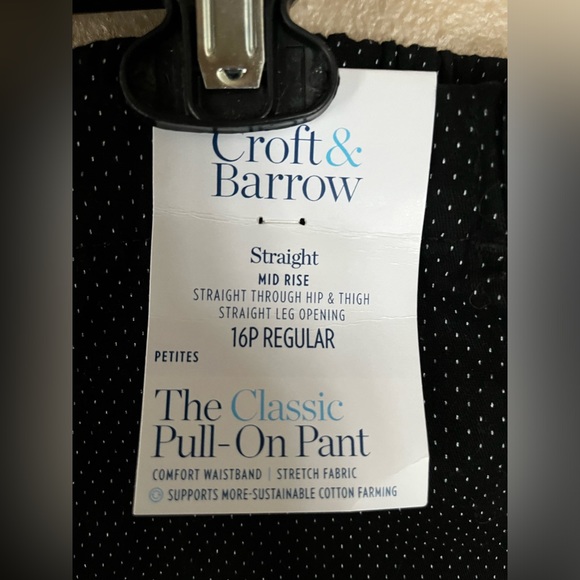 Croft&
Barrow
Straight
MID RISE
STRAIGHT THROUGH HIP & THIGH
STRAIGHT LEG OPENING
16P REGULAR
PETITES
The Classic
Pull-On Pant
COMFORT WAISTBAND | STRETCH FABRIC
SUPPORTS MORE-SUSTAINABLE COTTON FARMING